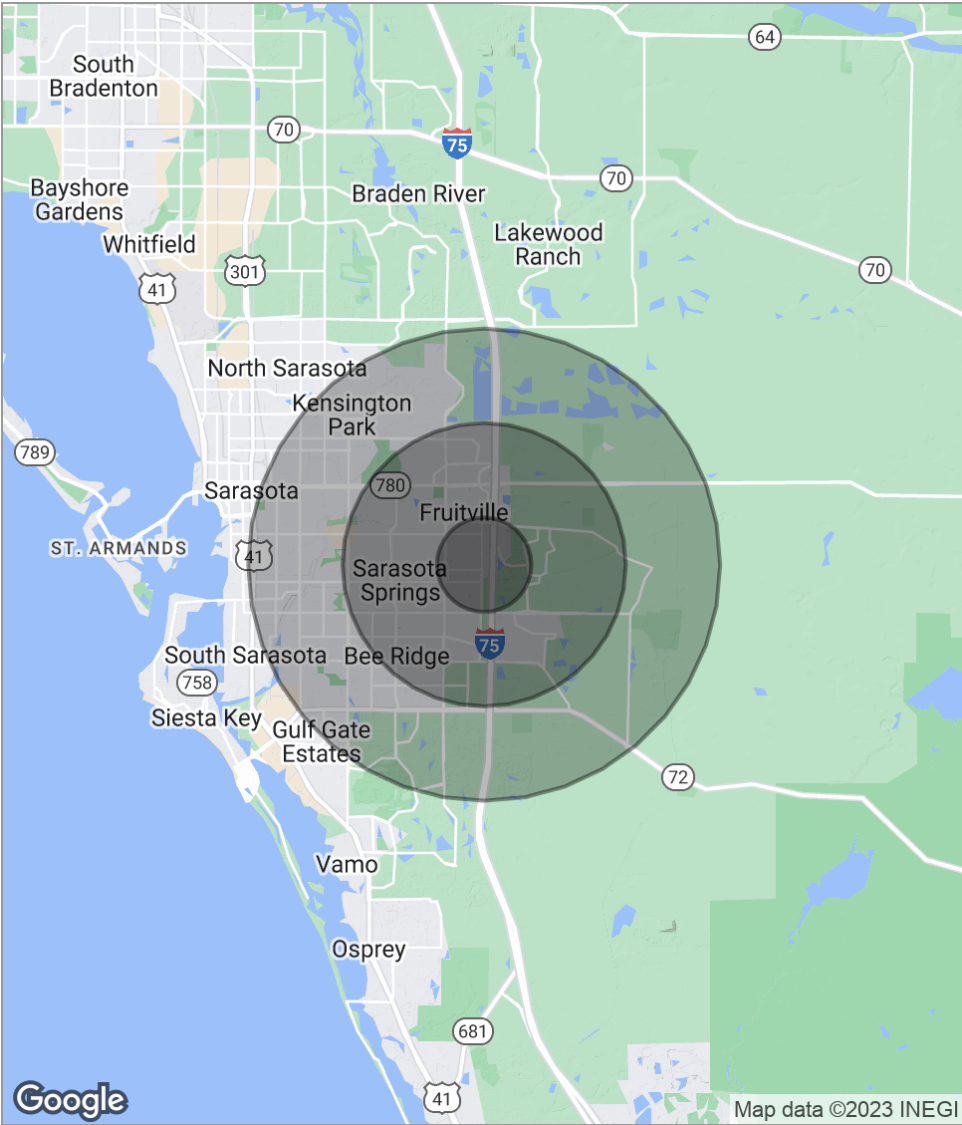 64
South
Bradenton
70
75
70
Bayshore
Gardens
Braden River
Whitfield
Lakewood
Ranch
301
70
41
North Sarasota
Kensington
Park
789
780
Sarasota
Fruitville
ST. ARMANDS
41
Sarasota
Springs
75
South Sarasota
Bee Ridge
758
Siesta Key
Gulf Gate
Estates
72
Vamo
Osprey
681
41
Google
Map data ©2023 INEGI